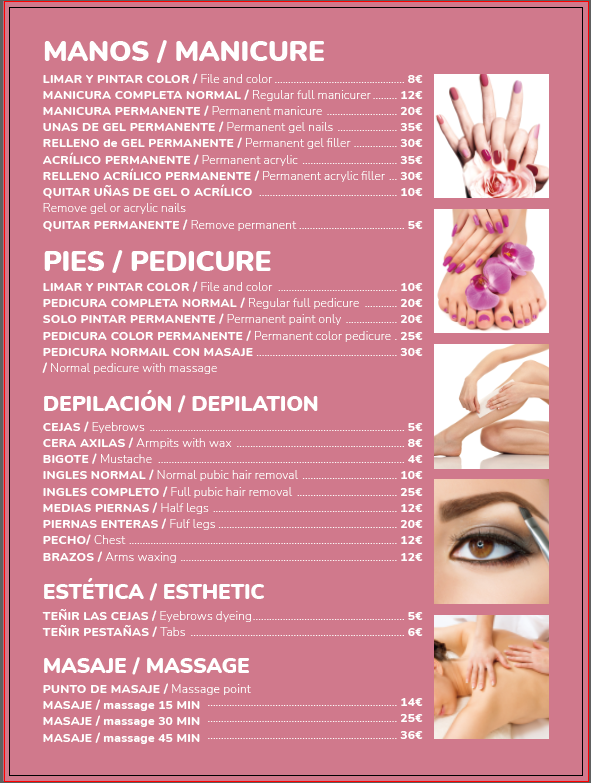 MANOS / MANICURE
LIMAR Y PINTAR COLOR / File and color 8€
MANICURA COMPLETA NORMAL / Regular full manicurer 12€
MANICURA PERMANENTE / Permanent manicure 20€
UNAS DE GEL PERMANENTE / Permanent gel nails 35€
RELLENO de GEL PERMANENTE / Permanent gel filler 30€
ACRÍLICO PERMANENTE / Permanent acrylic 35€
RELLENO ACRÍLICO PERMANENTE / Permanent acrylic filler 30€
QUITAR UÑAS DE GEL O ACRÍLICO 10€
Remove gel or acrylic nails
QUITAR PERMANENTE / Remove permanent 5€
PIES / PEDICURE
LIMAR Y PINTAR COLOR / File and color 10€
PEDICURA COMPLETA NORMAL / Regular full pedicure 20€
SOLO PINTAR PERMANENTE / Permanent paint only 20€
PEDICURA COLOR PERMANENTE / Permanent color pedicure 25€
PEDICURA NORMAIL CON MASAJE 30€
/ Normal pedicure with massage
DEPILACIÓN / DEPILATION
CEJAS / Eyebrows 5€
CERA AXILAS / Armpits with wax 8€
BIGOTE / Mustache 4€
INGLES NORMAL / Normal pubic hair removal 10€
INGLES COMPLETO / Full pubic hair removal 25€
MEDIAS PIERNAS / Half legs 12€
PIERNAS ENTERAS / Fulf legs 20€
PECHO/ Chest 12€
BRAZOS / Arms waxing 12€
ESTÉTICA / ESTHETIC
TEÑIR LAS CEJAS / Eyebrows dyeing 5€
TEÑIR PESTAÑAS / Tabs 6€
MASAJE / MASSAGE
PUNTO DE MASAJE / Massage point
MASAJE / massage 15 MIN 14€
MASAJE / massage 30 MIN 25€
MASAJE / massage 45 MIN 36€